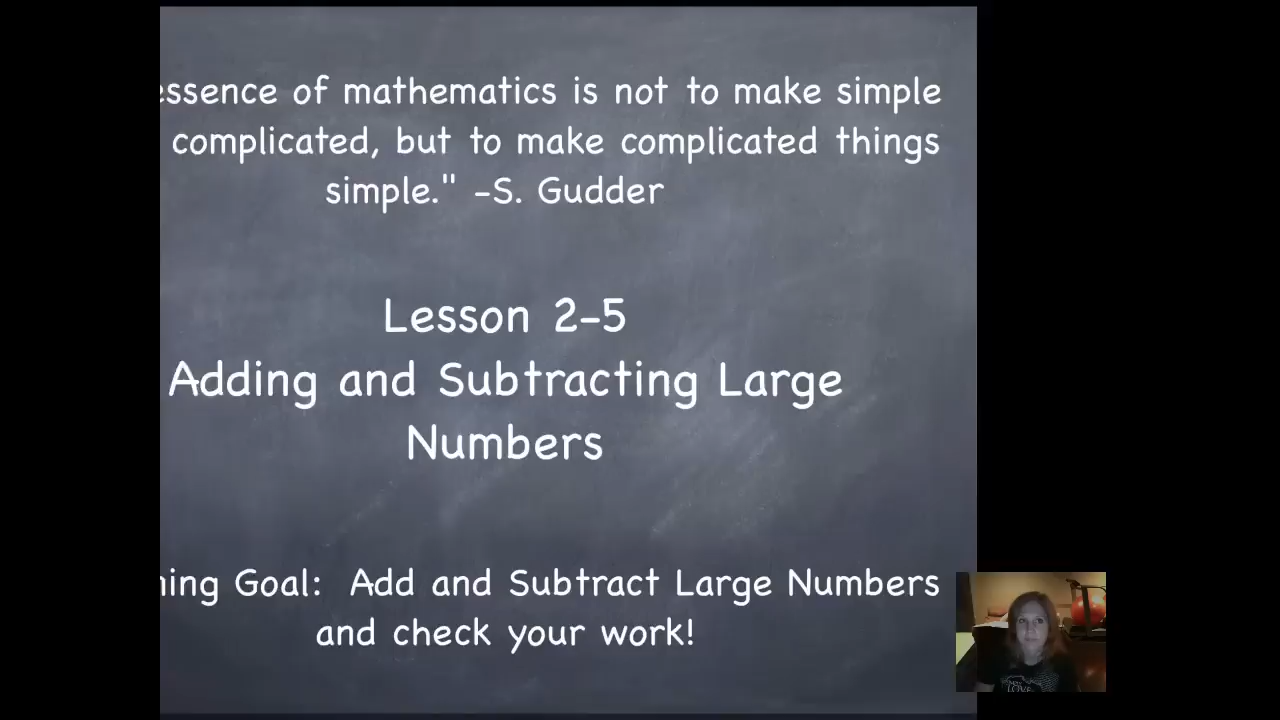 essence of mathematics is not to make simple
complicated, but to make complicated things
simple." -S. Gudder
Lesson 2-5
Adding and Subtracting Large
Numbers
ning Goal: Add and Subtract Large Numbers
and check your work!
LOVE